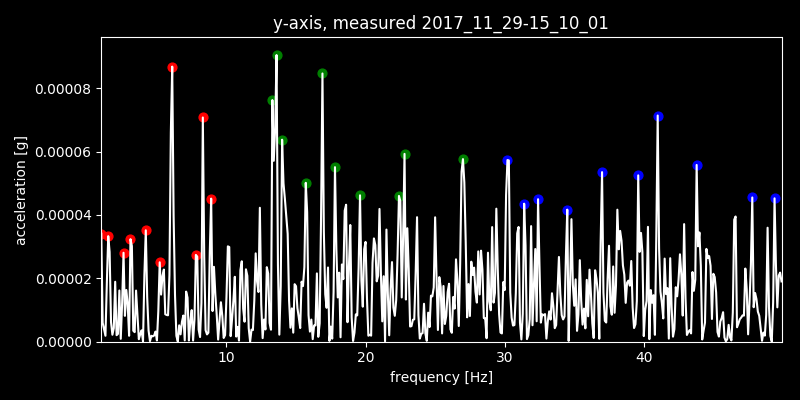 y-axis, measured 2017_11_29-15_10_01
0.00008
0.00006
0.00004
0.00002
0.00000
acceleration [g]
10 20 30 40
frequency [Hz]